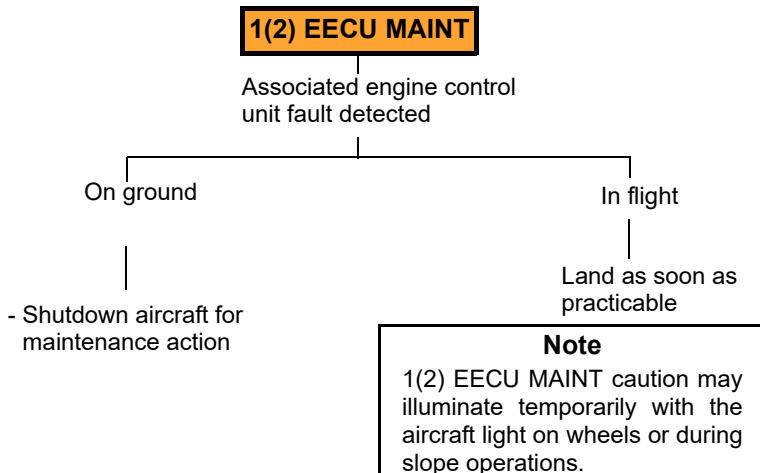 1(2) EECU MAINT
Associated engine control
unit fault detected
On ground
In flight
- Shutdown aircraft for
maintenance action
Land as soon as
practicable
Note
1(2) EECU MAINT caution may
illuminate temporarily with the
aircraft light on wheels or during
slope operations.